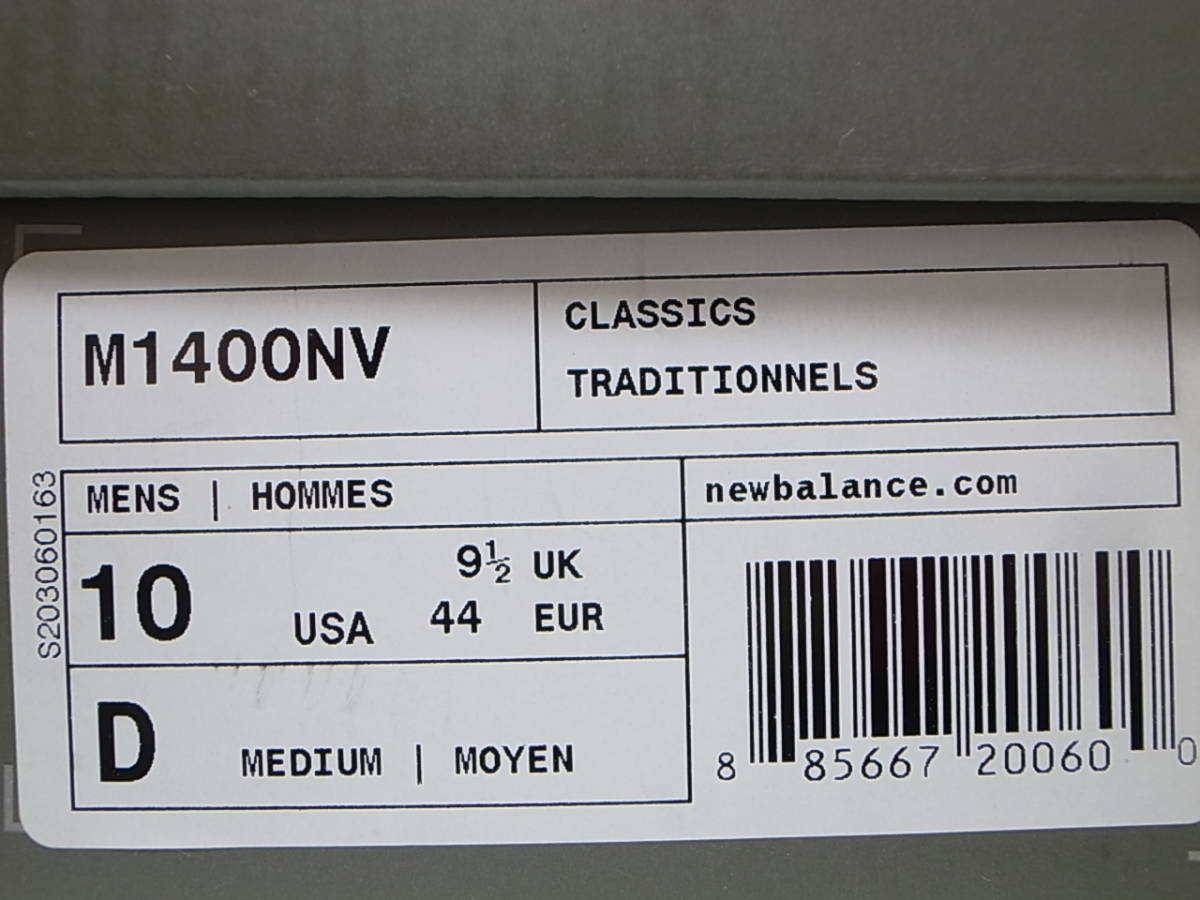 M1400NV
CLASSICS
TRADITIONNELS
S203060163
MENS | HOMMES
newbalance.com
10 USA
9½ UK
44 EUR
D MEDIUM | MOYEN
8 85667 20060 0